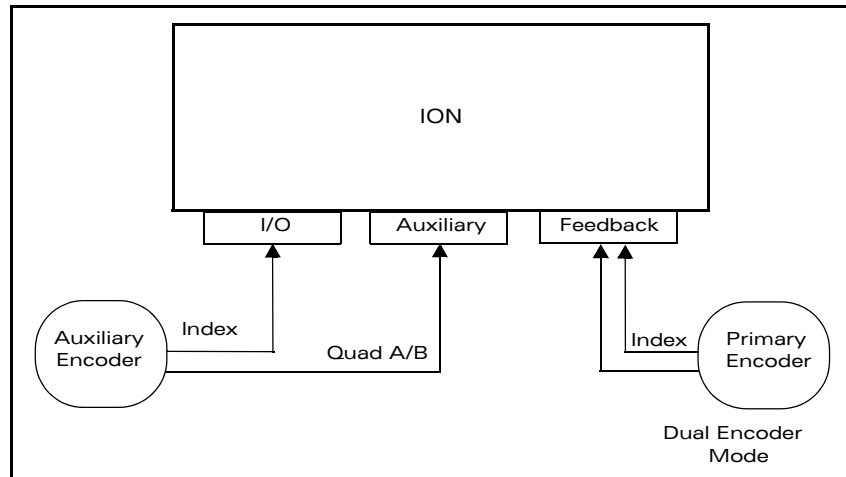 ION
I/O
Auxiliary
Feedback
Auxiliary
Encoder
Index
Quad A/B
Index
Primary
Encoder
Dual Encoder
Mode